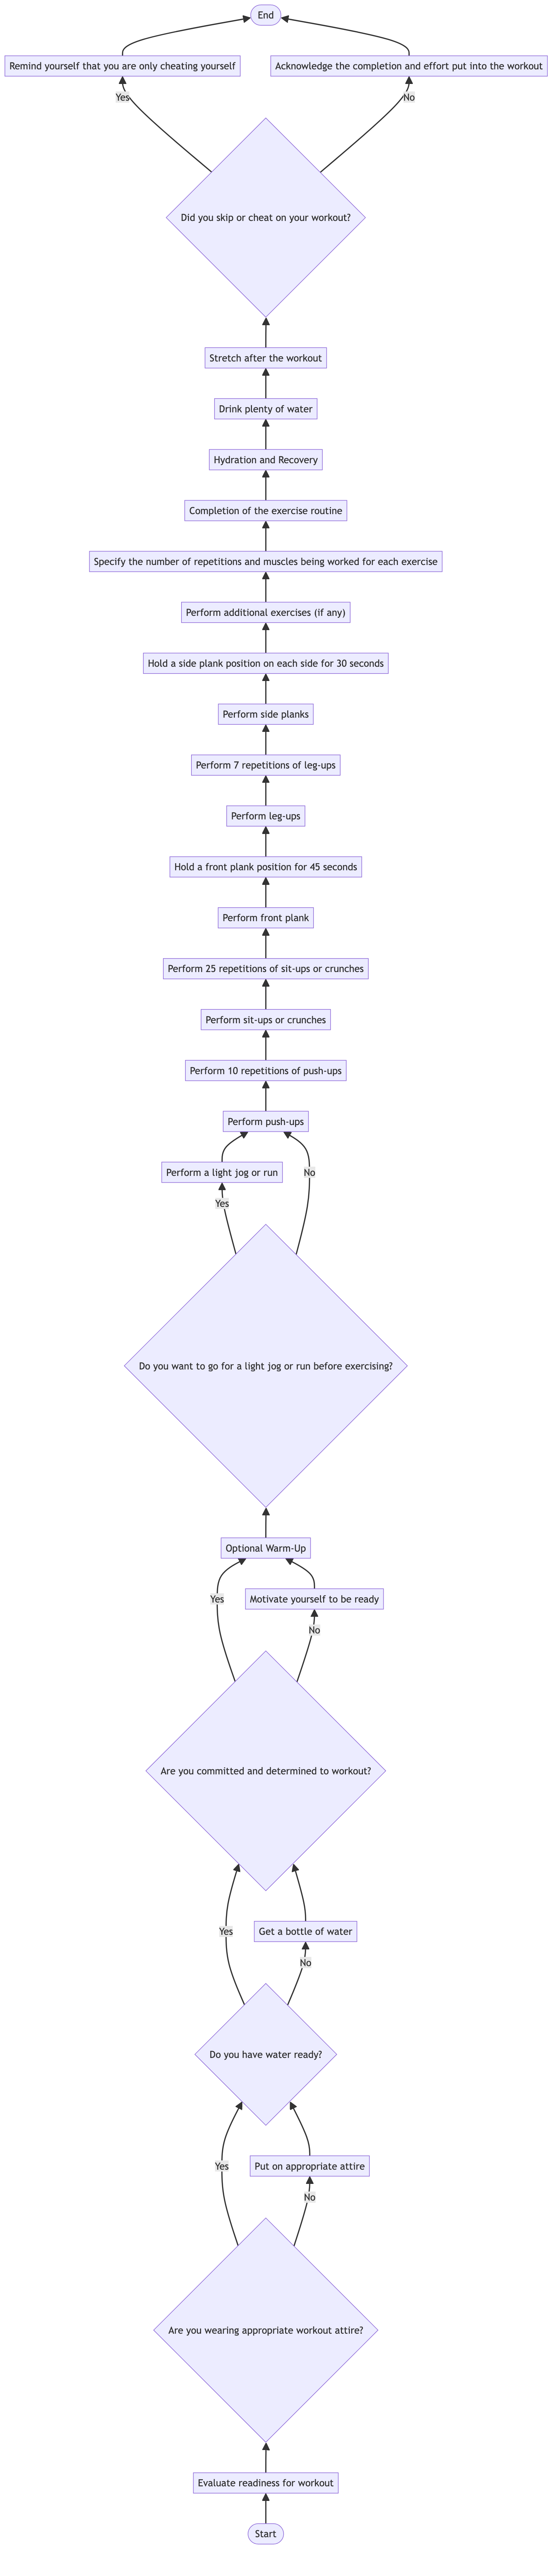 End
Remind yourself that you are only cheating yourself
Acknowledge the completion and effort put into the workout
Yes
No
Did you skip or cheat on your workout?
Stretch after the workout
Drink plenty of water
Hydration and Recovery
Completion of the exercise routine
Specify the number of repetitions and muscles being worked for each exercise
Perform additional exercises (if any)
Hold a side plank position on each side for 30 seconds
Perform side planks
Perform 7 repetitions of leg-ups
Perform leg-ups
Hold a front plank position for 45 seconds
Perform front plank
Perform 25 repetitions of sit-ups or crunches
Perform sit-ups or crunches
Perform 10 repetitions of push-ups
Perform push-ups
Perform a light jog or run
No
Yes
Do you want to go for a light jog or run before exercising?
Optional Warm-Up
Yes
Motivate yourself to be ready
No
Are you committed and determined to workout?
Yes
Get a bottle of water
No
Do you have water ready?
Yes
Put on appropriate attire
No
Are you wearing appropriate workout attire?
Evaluate readiness for workout
Start